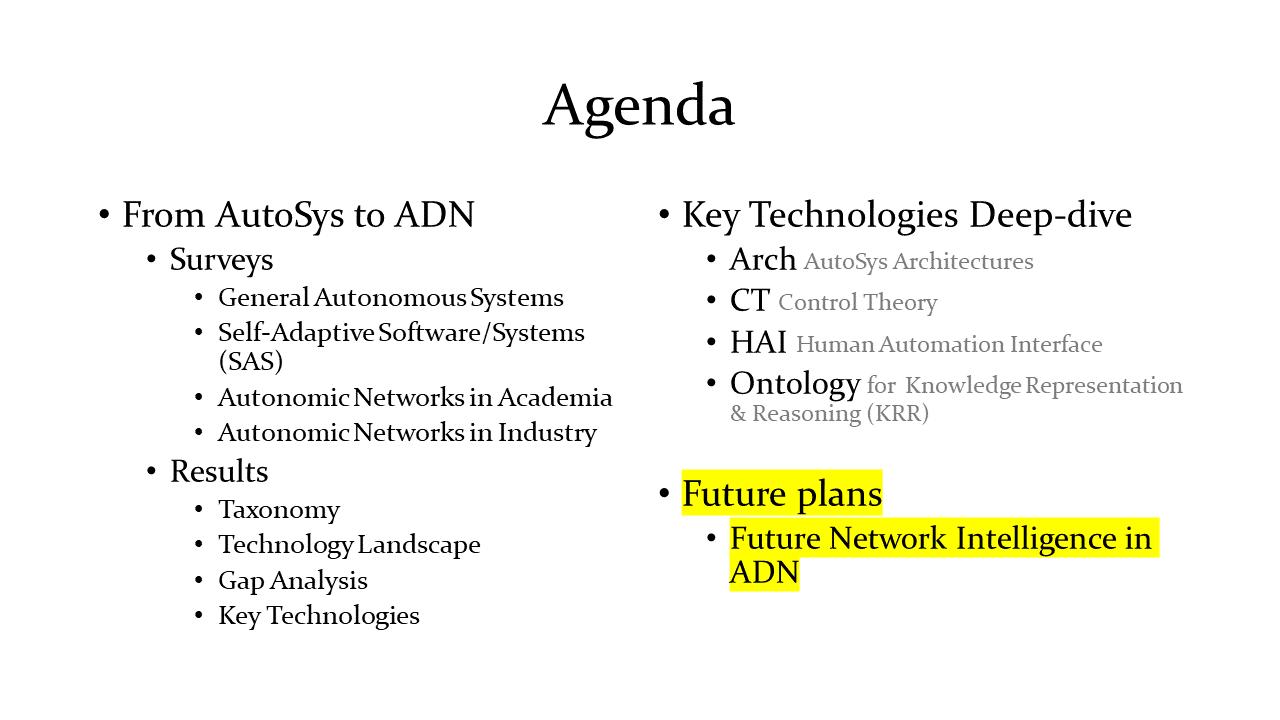 Agenda
• From AutoSys to ADN
• Surveys
• General Autonomous Systems
• Self-Adaptive Software/Systems
(SAS)
• Autonomic Networks in Academia
• Autonomic Networks in Industry
• Results
• Taxonomy
• Technology Landscape
• Gap Analysis
• Key Technologies
• Key Technologies Deep-dive
• Arch AutoSys Architectures
• CT Control Theory
• HAI Human Automation Interface
• Ontology for Knowledge Representation
& Reasoning (KRR)
• Future plans
• Future Network Intelligence in
ADN